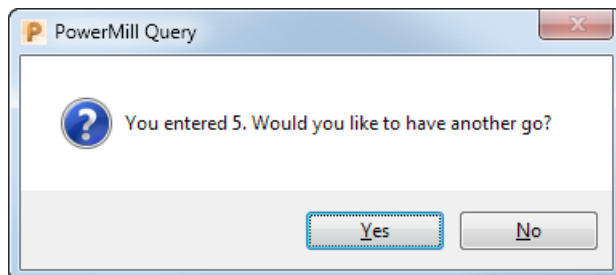 PowerMill Query
You entered 5. Would you like to have another go?
Yes
No